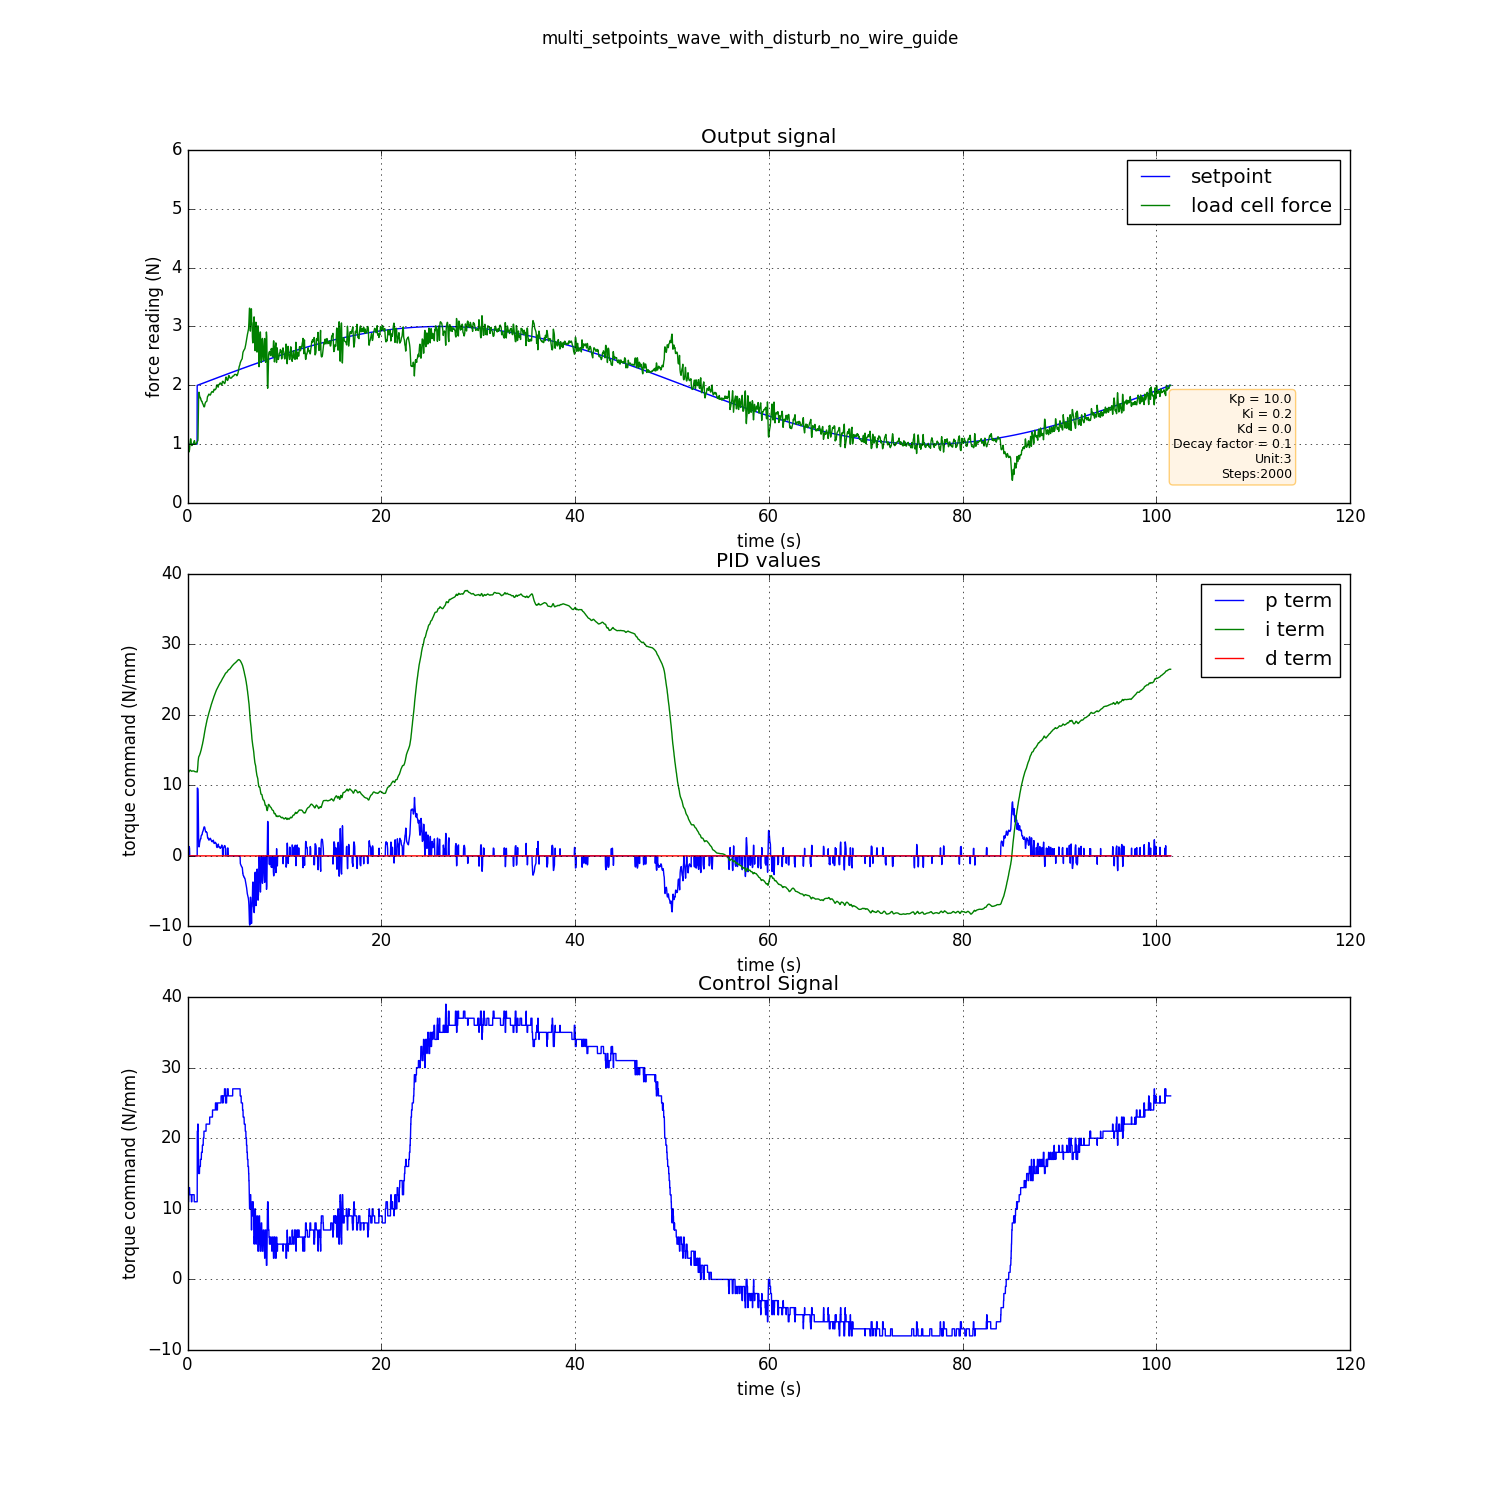 multi_setpoints_wave_with_disturb_no_wire_guide
Output signal
6
5
4
3
2
1
0
force reading (N)
setpoint
load cell force
Kp = 10.0
Ki = 0.2
Kd = 0.0
Decay factor = 0.1
Unit:3
Steps:2000
0 20 40 60 80 100 120
time (s)
PID values
40
30
20
10
0
−10
torque command (N/mm)
p term
i term
d term
0 20 40 60 80 100 120
time (s)
Control Signal
40
30
20
10
0
−10
torque command (N/mm)
0 20 40 60 80 100 120
time (s)